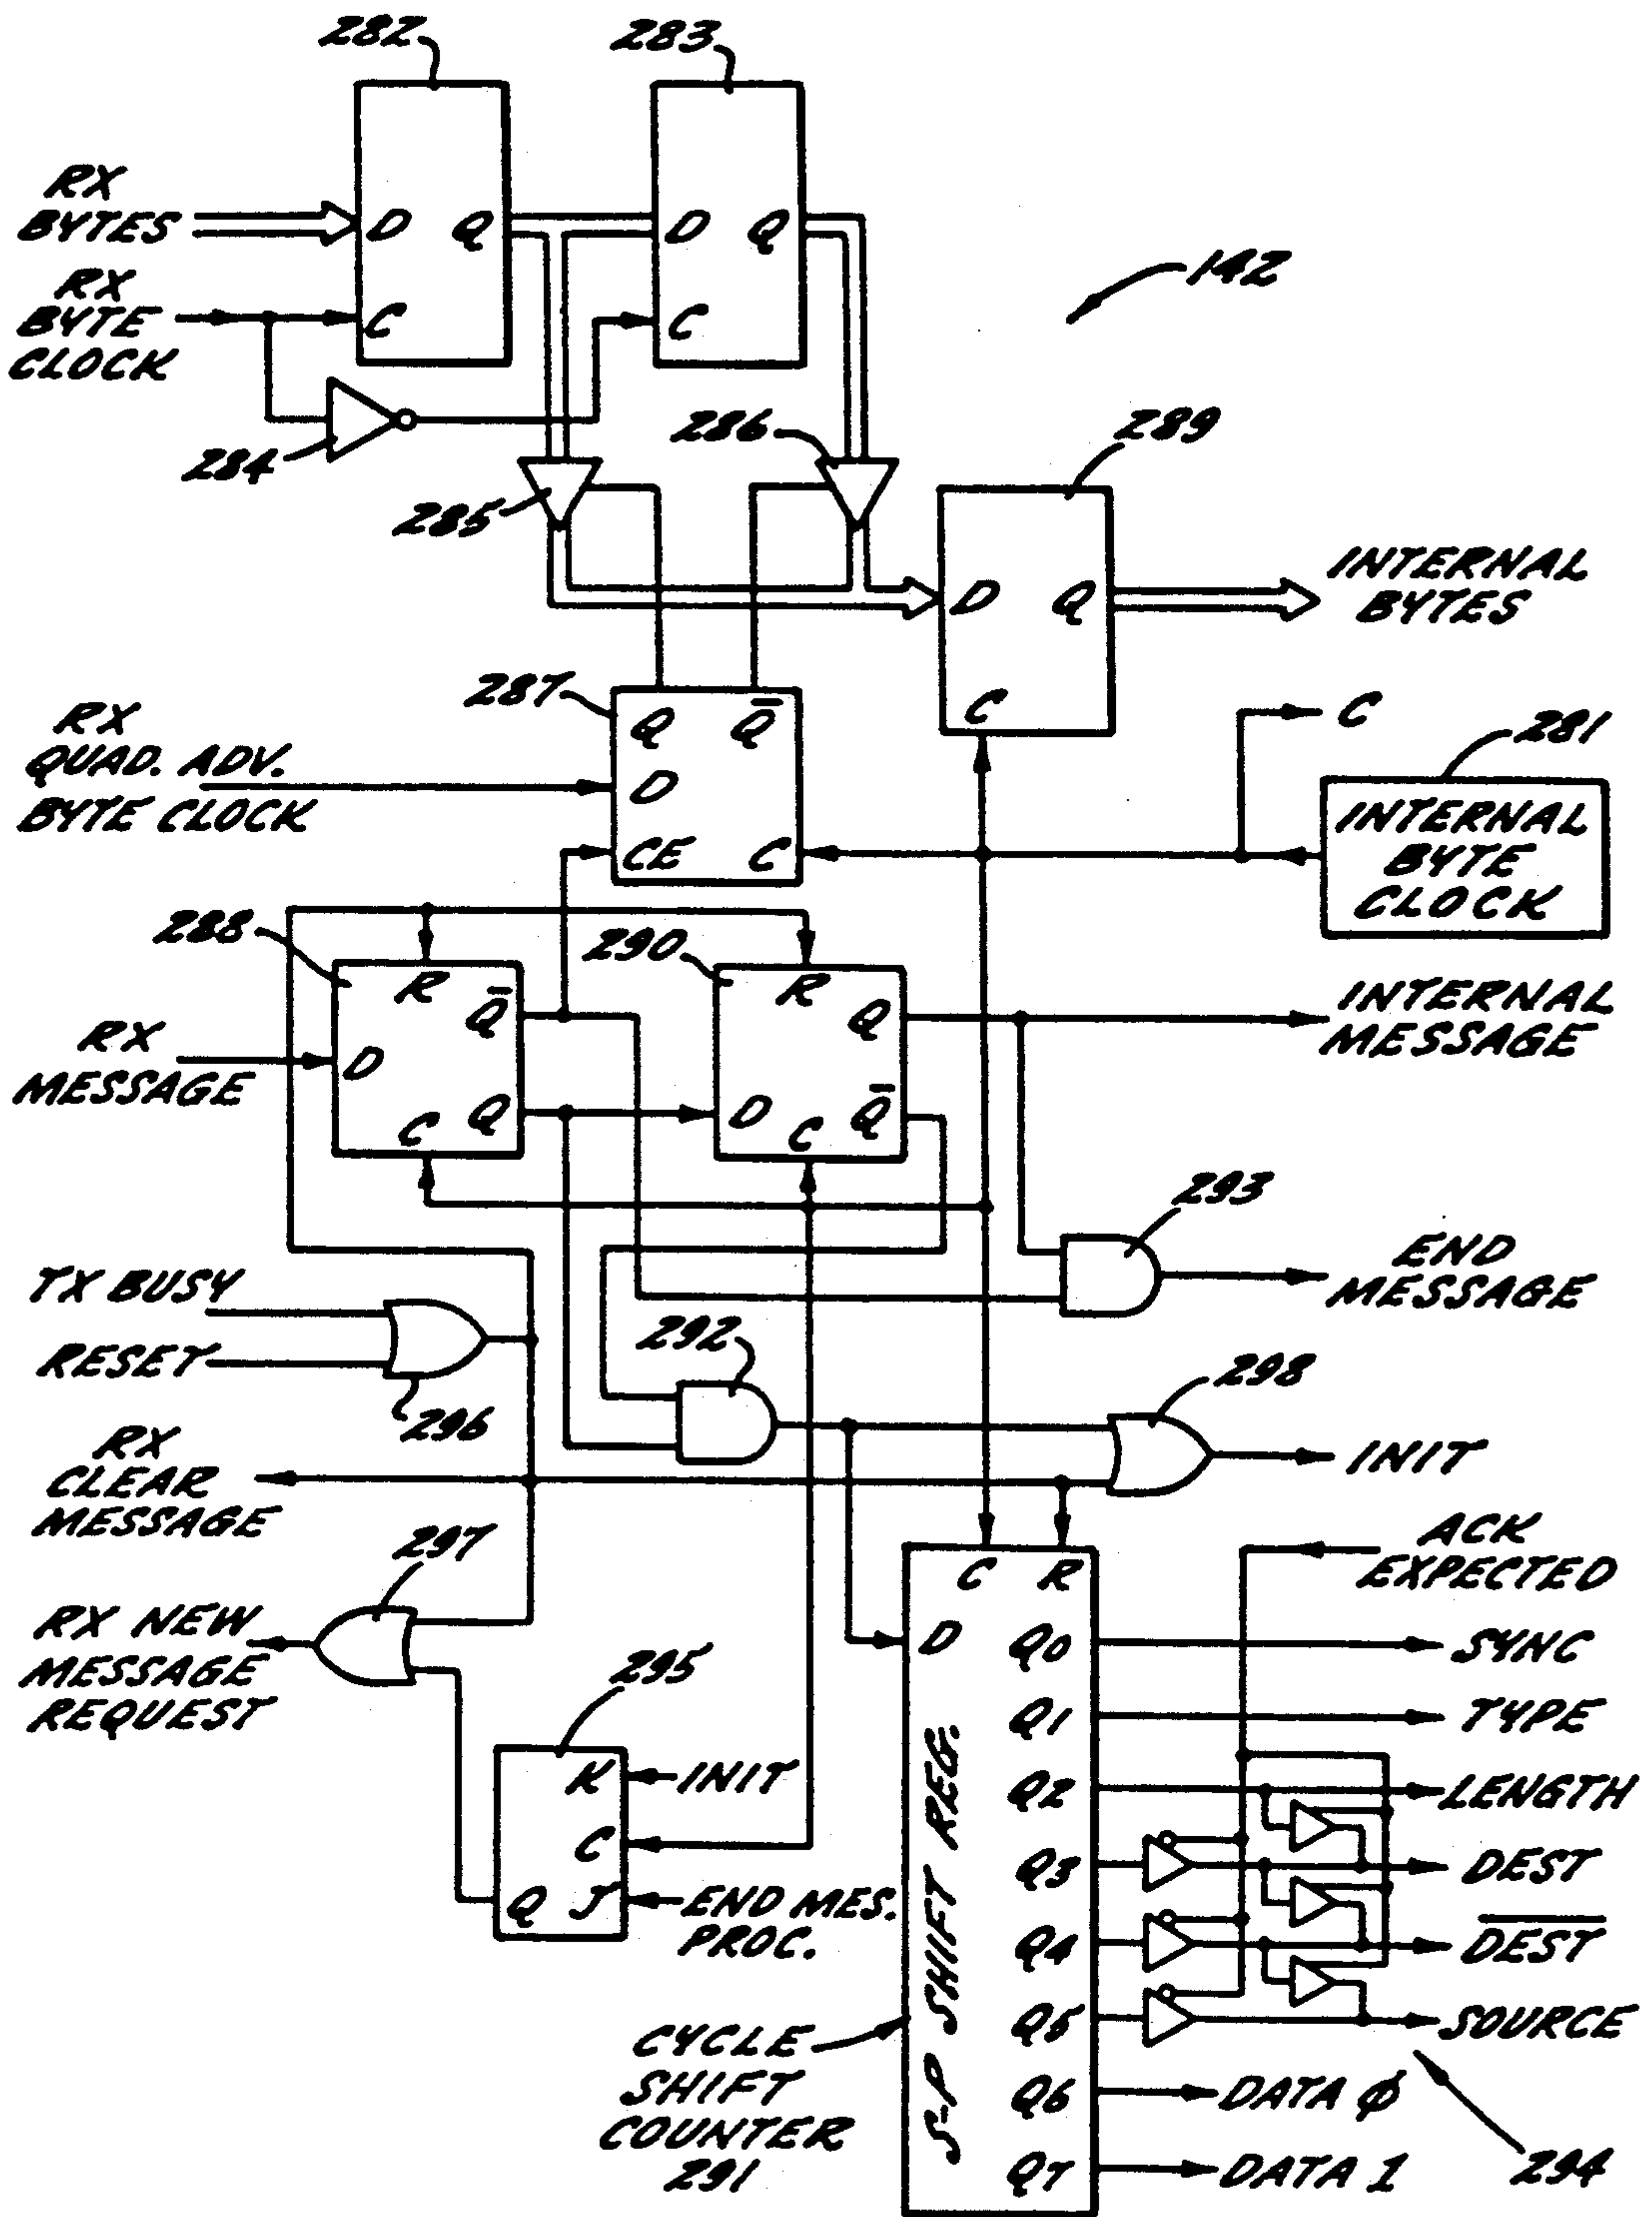 282
283
RX
BYTES
D
Q
D
Q
142
RX
BYTE
CLOCK
C
C
284
285
286
289
D
Q
INTERNAL
BYTES
C
287
Q
Q̅
D
CE
C
RX
QUAD. ADV.
BYTE CLOCK
C
281
INTERNAL
BYTE
CLOCK
288
R
Q̅
D
C
Q
290
R
Q
D
C
Q̅
RX
MESSAGE
INTERNAL
MESSAGE
293
END
MESSAGE
TX BUSY
RESET
296
292
298
INIT
RX
CLEAR
MESSAGE
297
RX NEW
MESSAGE
REQUEST
295
K
INIT
C
Q
J
END MES.
PROC.
ACK
EXPECTED
C
R
D
Q0
SYNC
Q1
TYPE
Q2
LENGTH
Q3
DEST
Q4
D̅E̅S̅T̅
Q5
SOURCE
Q6
DATA ϕ
Q7
DATA 1
S-P SHIFT REG.
CYCLE
SHIFT
COUNTER
291
294